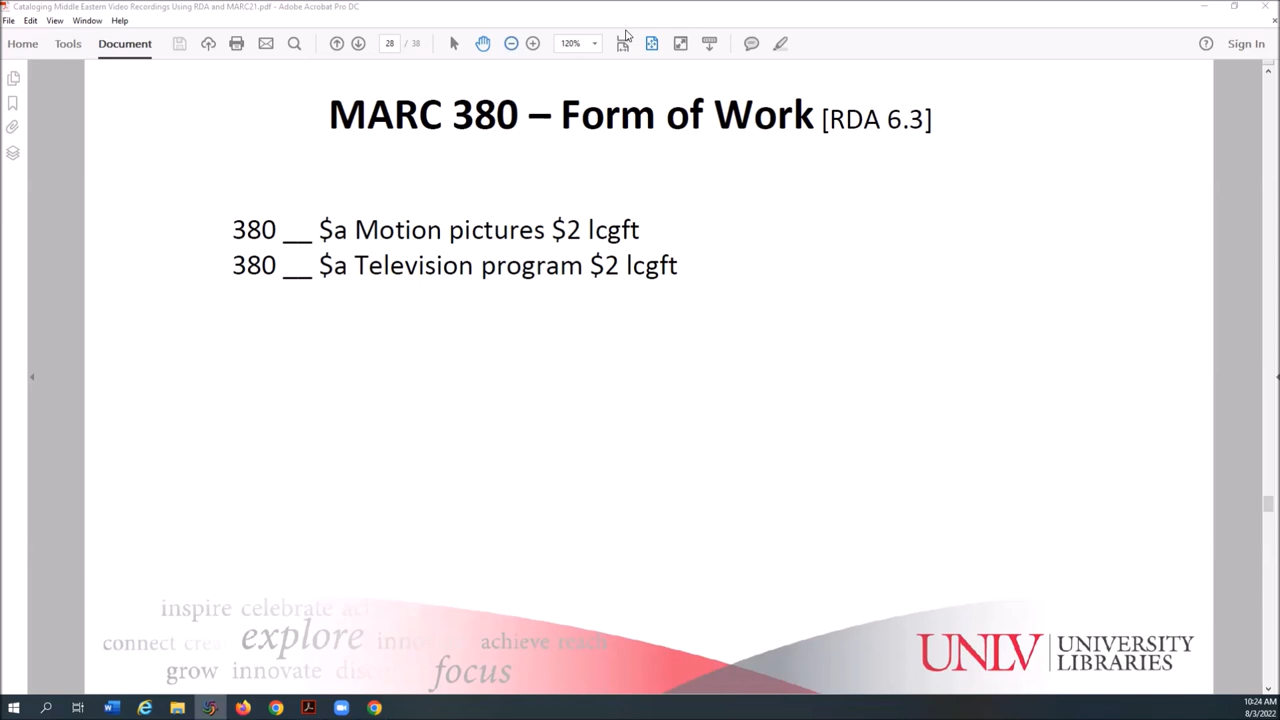 Cataloging Middle Eastern Video Recordings Using RDA and MARC21.pdf - Adobe Acrobat Pro DC
File Edit View Window Help
Home Tools Document 28 / 38 120% Sign In
MARC 380 – Form of Work [RDA 6.3]
380 __ $a Motion pictures $2 lcgft
380 __ $a Television program $2 lcgft
inspire celebrate
connect explore achieve reach
grow innovate focus
UNLV UNIVERSITY LIBRARIES
10:24 AM
8/3/2022